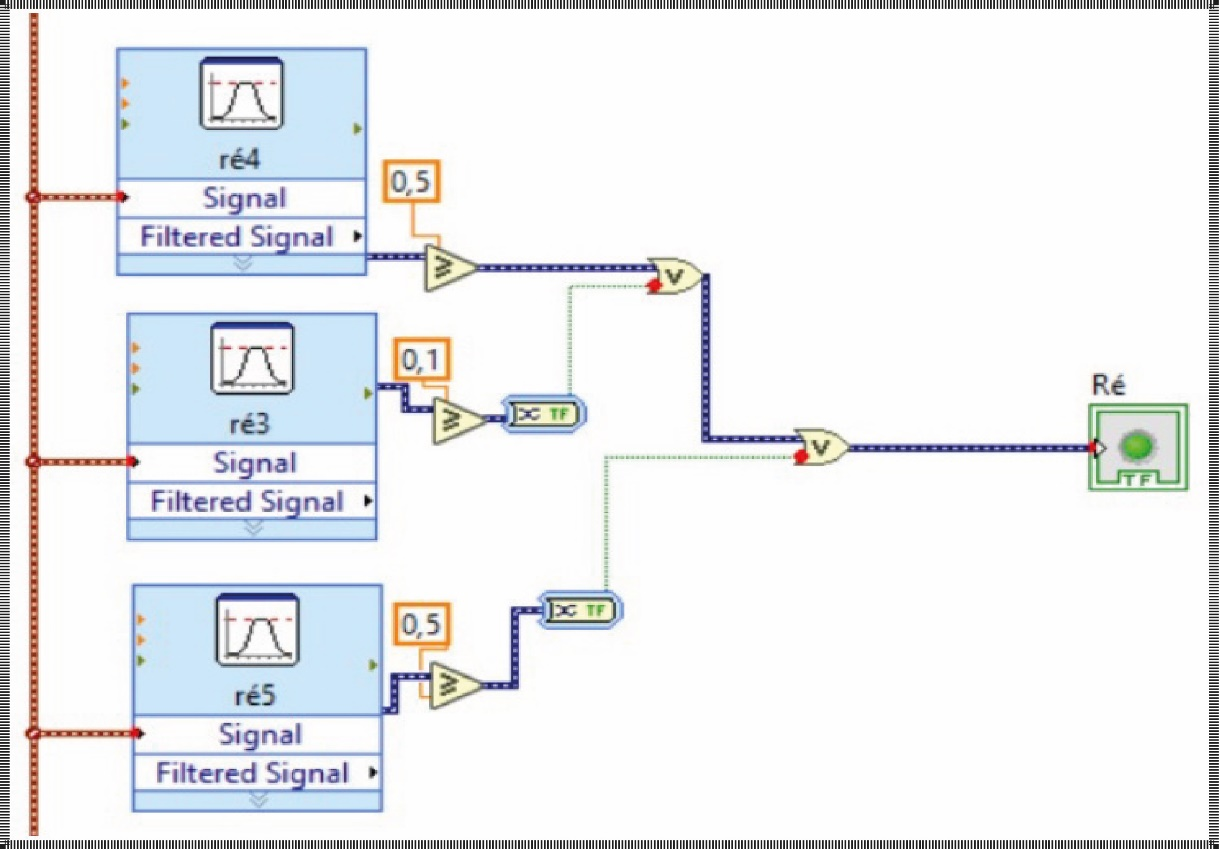 ré4
Signal
Filtered Signal
0,5
V
ré3
Signal
Filtered Signal
0,1
TF
V
Ré
TF
ré5
Signal
Filtered Signal
0,5
TF